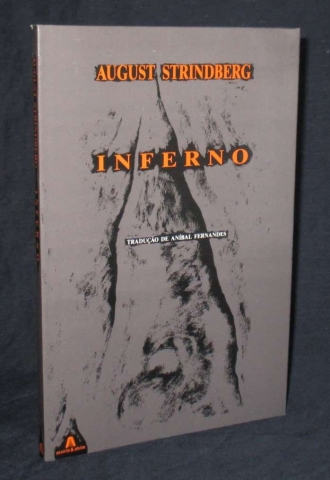 AUGUST STRINDBERG
INFERNO
TRADUÇÃO DE ANÍBAL FERNANDES